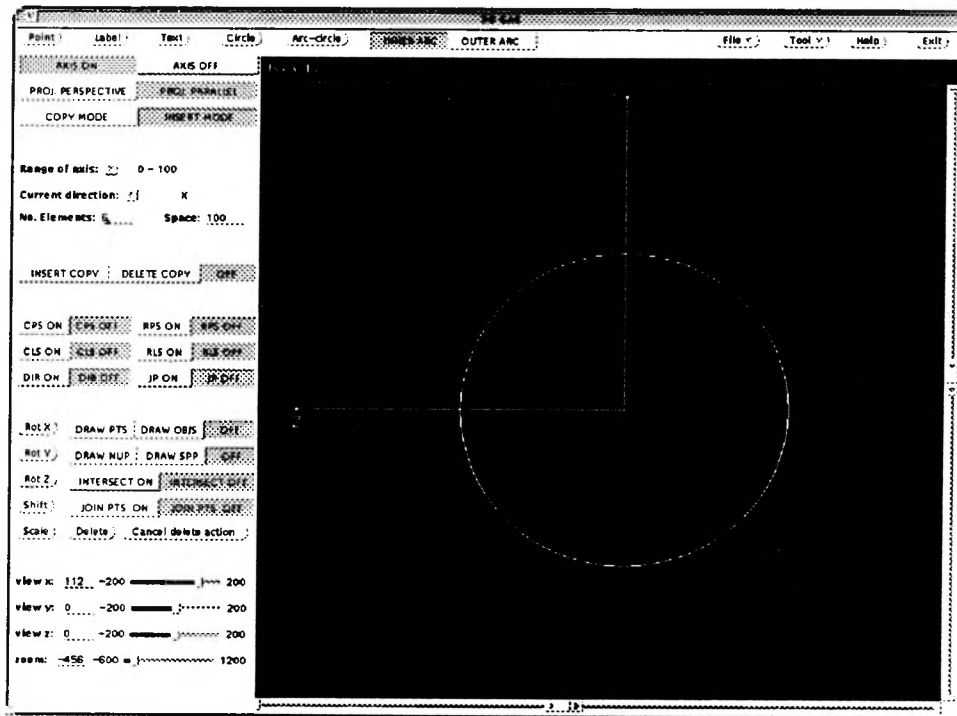 Point Label Text Circle Arc-circle INNER ARC OUTER ARC File Tool Help Exit
AXIS ON AXIS OFF
PROJ. PERSPECTIVE PROJ. PARALLEL
COPY MODE INSERT MODE
Range of axis: 0 - 100
Current direction: X
No. Elements: Space: 100
INSERT COPY DELETE COPY OFF
CPS ON CPS OFF RPS ON RPS OFF
CLS ON CLS OFF RLS ON RLS OFF
DIR ON DIR OFF JP ON JP OFF
Z
Rot X DRAW PTS DRAW OBJS OFF
Rot Y DRAW NUP DRAW SPP OFF
Rot Z INTERSECT ON INTERSECT OFF
Shift JOIN PTS ON JOIN PTS OFF
Scale Delete Cancel delete action
view x: 112 -200 200
view y: 0 -200 200
view z: 0 -200 200
zoom: -456 -600 1200